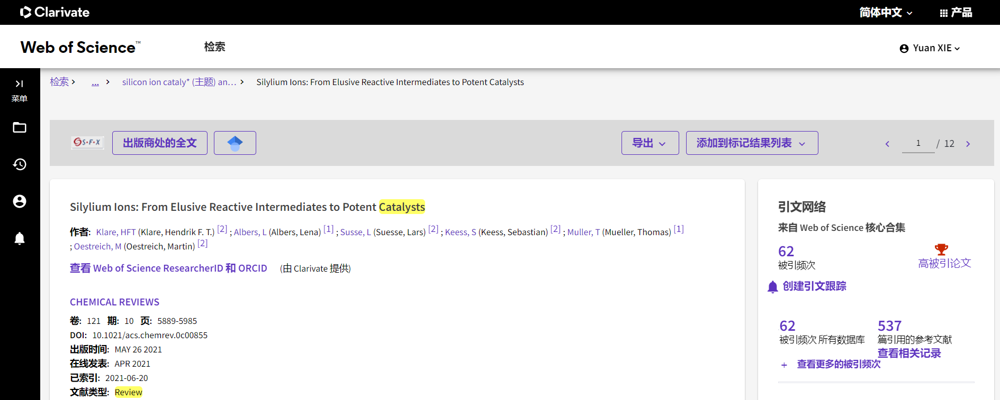 Clarivate
简体中文
产品
Web of Science™
检索
Yuan XIE
菜单
检索 > ... > silicon ion cataly* (主题) an… > Silylium Ions: From Elusive Reactive Intermediates to Potent Catalysts
S·F·X
出版商处的全文
导出
添加到标记结果列表
1 / 12
Silylium Ions: From Elusive Reactive Intermediates to Potent Catalysts
作者: Klare, HFT (Klare, Hendrik F. T.) [2] ; Albers, L (Albers, Lena) [1] ; Susse, L (Suesse, Lars) [2] ; Keess, S (Keess, Sebastian) [2] ; Muller, T (Mueller, Thomas) [1]
; Oestreich, M (Oestreich, Martin) [2]
查看 Web of Science ResearcherID 和 ORCID (由 Clarivate 提供)
CHEMICAL REVIEWS
卷: 121 期: 10 页: 5889-5985
DOI: 10.1021/acs.chemrev.0c00855
出版时间: MAY 26 2021
在线发表: APR 2021
已索引: 2021-06-20
文献类型: Review
引文网络
来自 Web of Science 核心合集
62
被引频次
高被引论文
创建引文跟踪
62
被引频次 所有数据库
537
篇引用的参考文献
查看相关记录
+ 查看更多的被引频次